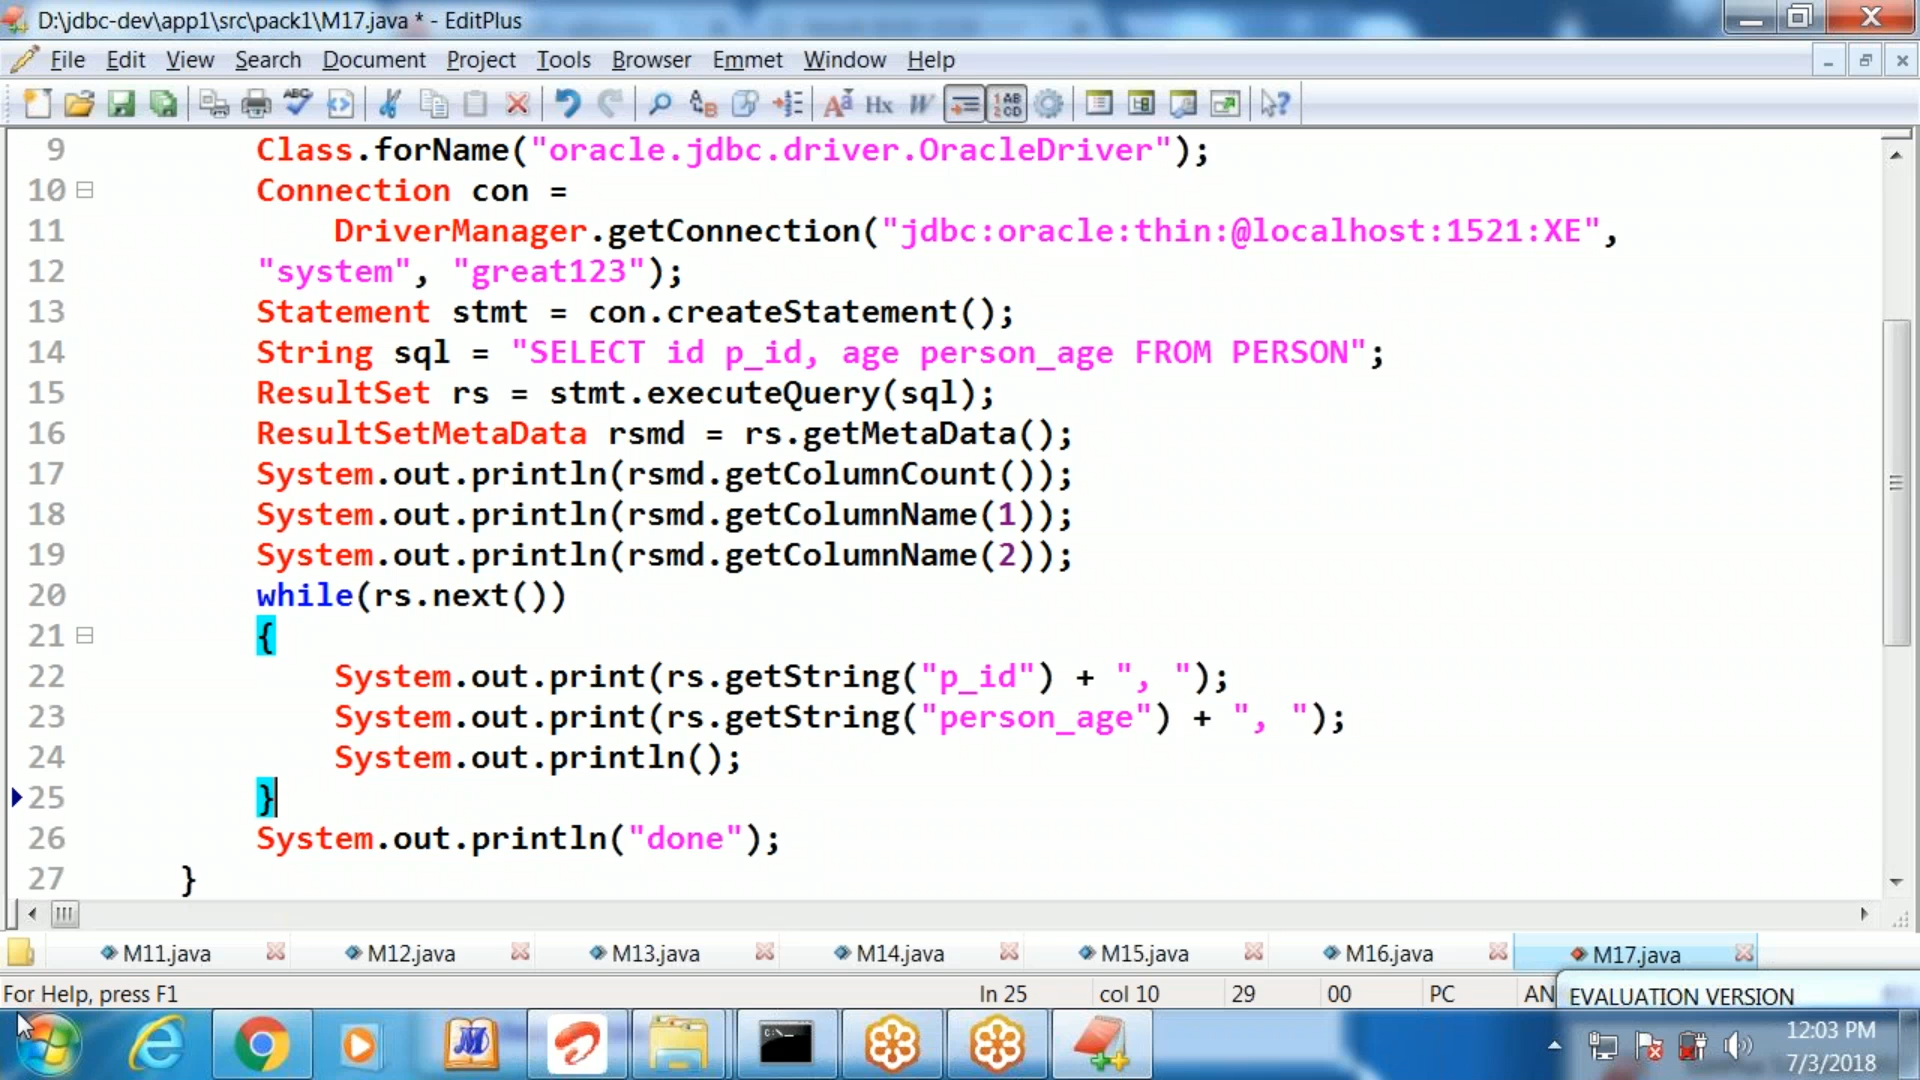 D:\jdbc-dev\app1\src\pack1\M17.java * - EditPlus
File Edit View Search Document Project Tools Browser Emmet Window Help
9 Class.forName("oracle.jdbc.driver.OracleDriver");
10 Connection con =
11 DriverManager.getConnection("jdbc:oracle:thin:@localhost:1521:XE",
12 "system", "great123");
13 Statement stmt = con.createStatement();
14 String sql = "SELECT id p_id, age person_age FROM PERSON";
15 ResultSet rs = stmt.executeQuery(sql);
16 ResultSetMetaData rsmd = rs.getMetaData();
17 System.out.println(rsmd.getColumnCount());
18 System.out.println(rsmd.getColumnName(1));
19 System.out.println(rsmd.getColumnName(2));
20 while(rs.next())
21 {
22 System.out.print(rs.getString("p_id") + ", ");
23 System.out.print(rs.getString("person_age") + ", ");
24 System.out.println();
25 }
26 System.out.println("done");
27 }
M11.java M12.java M13.java M14.java M15.java M16.java M17.java
For Help, press F1 ln 25 col 10 29 00 PC AN EVALUATION VERSION
12:03 PM
7/3/2018